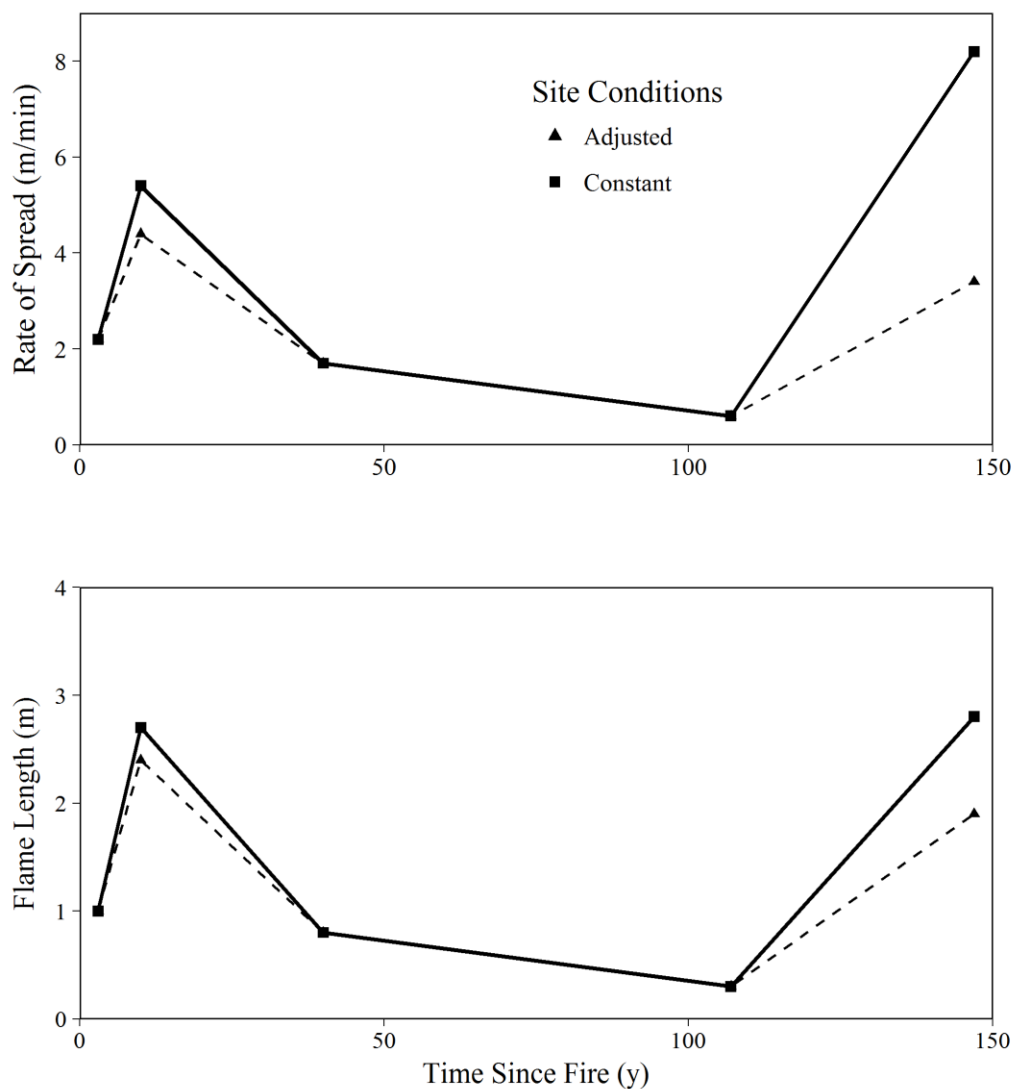 Rate of Spread (m/min)
8
6
4
2
0
Site Conditions
Adjusted
Constant
0 50 100 150
Flame Length (m)
4
3
2
1
0
0 50 100 150
Time Since Fire (y)